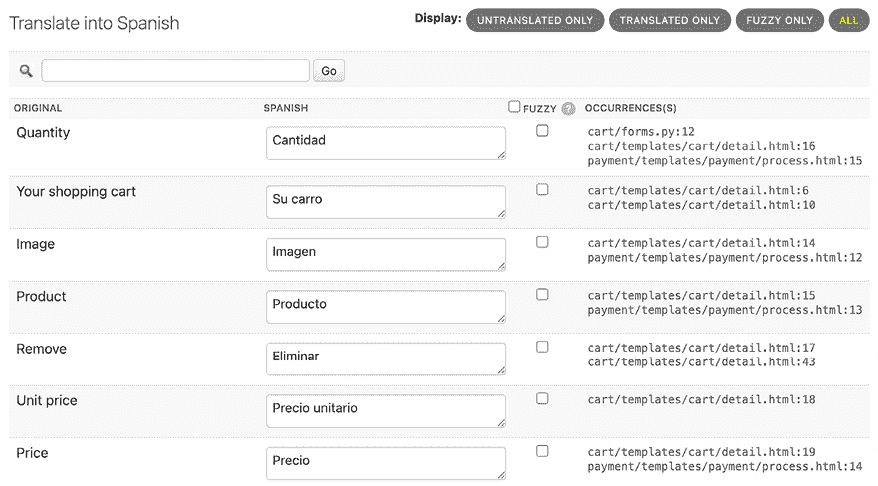 Translate into Spanish
Display: UNTRANSLATED ONLY TRANSLATED ONLY FUZZY ONLY ALL
Go
ORIGINAL SPANISH FUZZY ? OCCURRENCES(S)
Quantity Cantidad cart/forms.py:12
cart/templates/cart/detail.html:16
payment/templates/payment/process.html:15
Your shopping cart Su carro cart/templates/cart/detail.html:6
cart/templates/cart/detail.html:10
Image Imagen cart/templates/cart/detail.html:14
payment/templates/payment/process.html:12
Product Producto cart/templates/cart/detail.html:15
payment/templates/payment/process.html:13
Remove Eliminar cart/templates/cart/detail.html:17
cart/templates/cart/detail.html:43
Unit price Precio unitario cart/templates/cart/detail.html:18
Price Precio cart/templates/cart/detail.html:19
payment/templates/payment/process.html:14